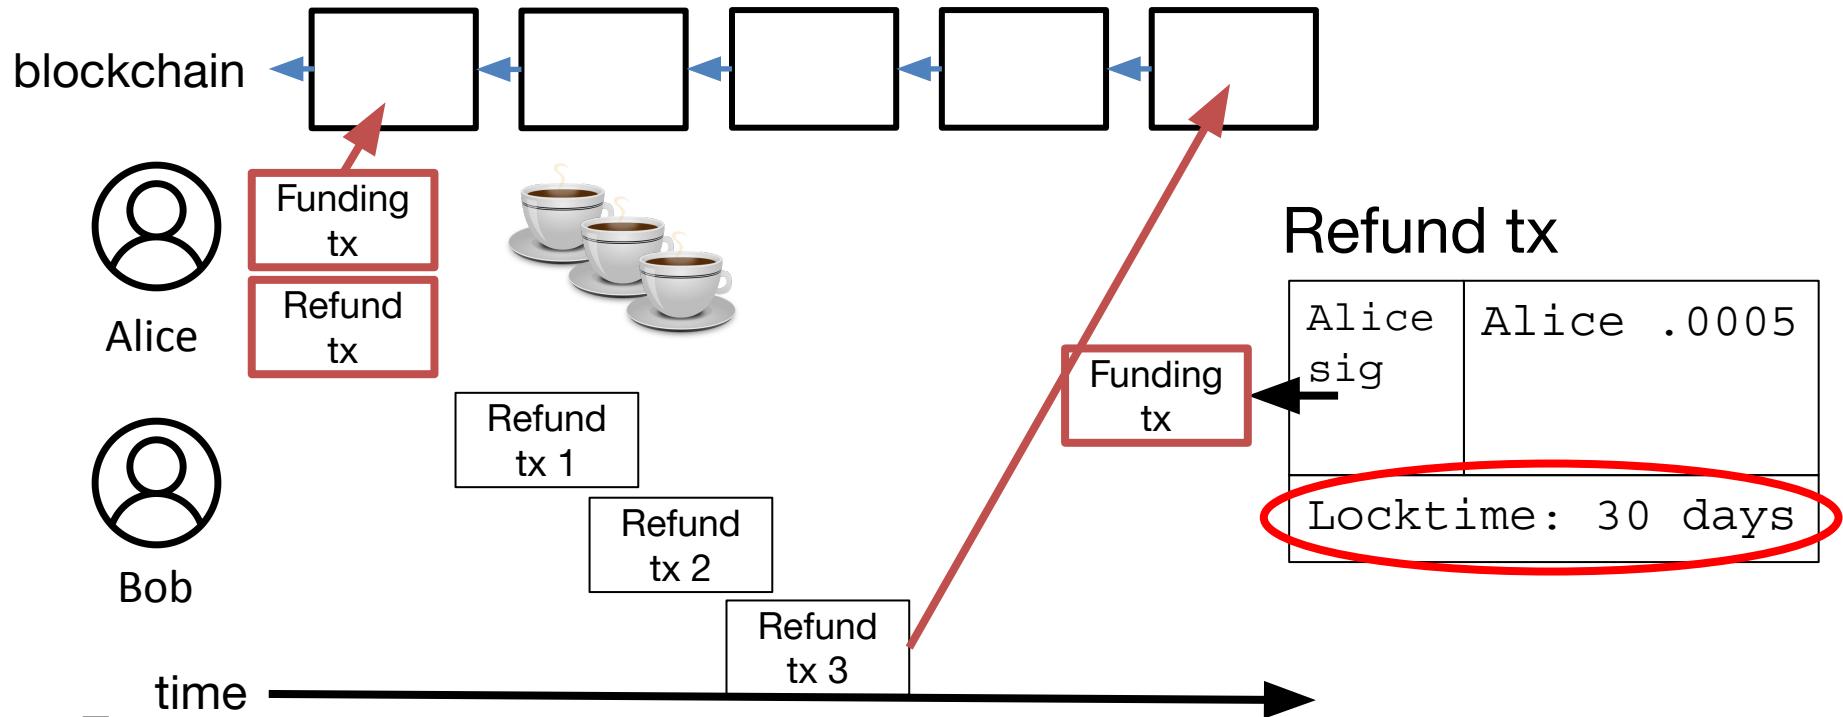 blockchain
Funding
tx
Refund
tx
Alice
Refund
tx 1
Bob
Refund
tx 2
Refund
tx 3
time
Funding
tx
Refund tx
Alice
sig
Alice .0005
Locktime: 30 days